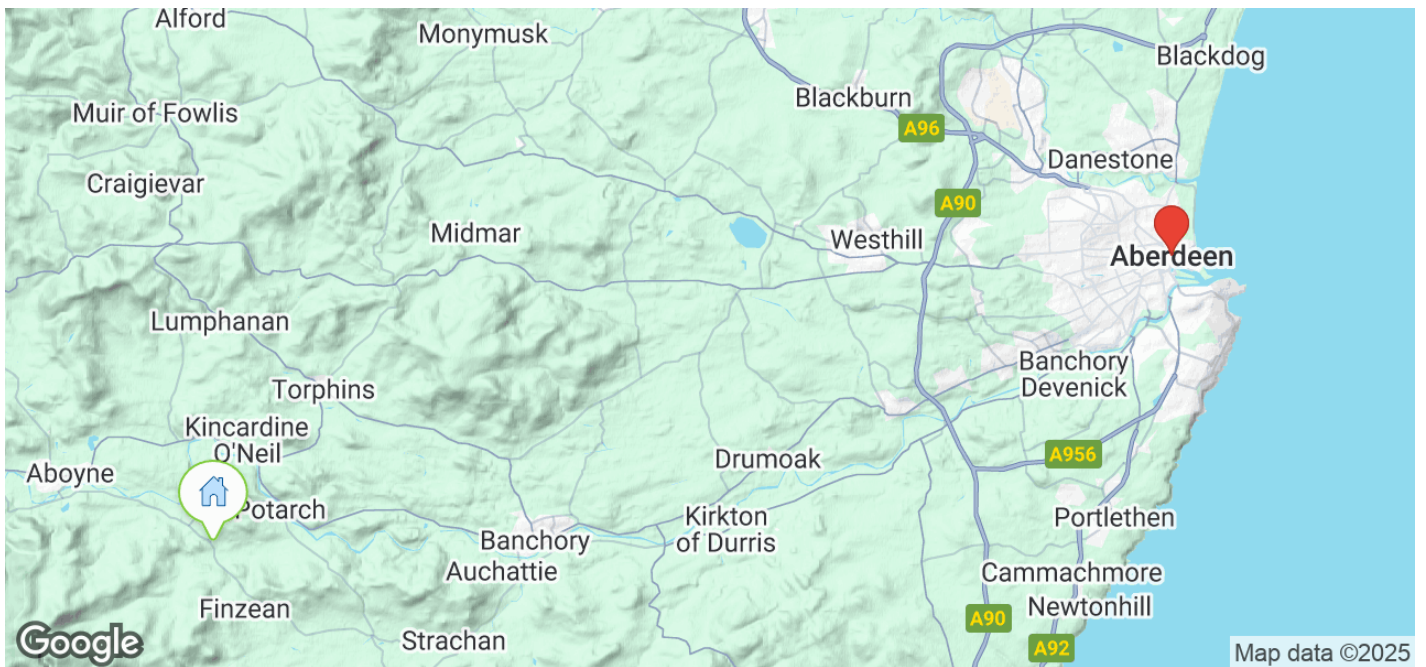 Alford
Monymusk
Blackdog
Blackburn
Muir of Fowlis
A96
Danestone
Craigievar
A90
Midmar
Westhill
Aberdeen
Lumphanan
Banchory
Devenick
Torphins
Kincardine
O'Neil
A956
Drumoak
Aboyne
Potarch
Kirkton
of Durris
Portlethen
Banchory
Auchattie
Cammachmore
Finzean
Newtonhill
A90
Strachan
A92
Google
Map data ©2025